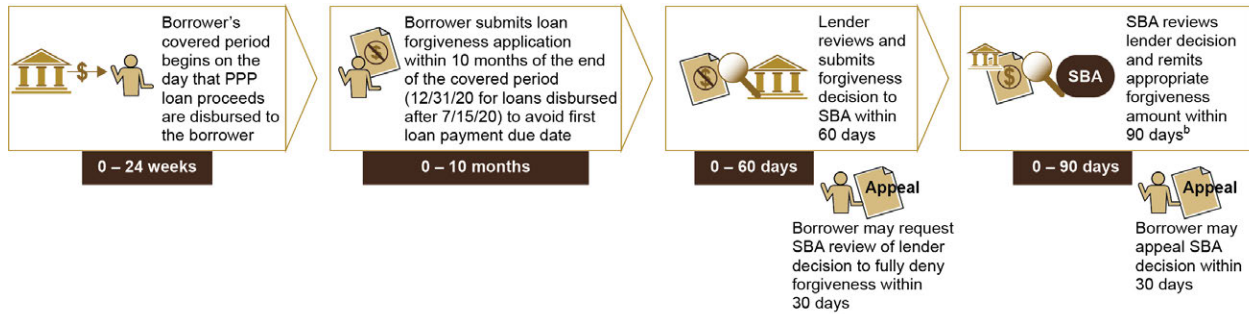 Borrower's
covered period
begins on the
day that PPP
loan proceeds
are disbursed to
the borrower
$
0 – 24 weeks
Borrower submits loan
forgiveness application
within 10 months of the end
of the covered period
(12/31/20 for loans disbursed
after 7/15/20) to avoid first
loan payment due date
$
0 – 10 months
Lender
reviews and
submits
forgiveness
decision to
SBA within
60 days
$
0 – 60 days
Appeal
Borrower may request
SBA review of lender
decision to fully deny
forgiveness within
30 days
SBA reviews
lender decision
and remits
appropriate
forgiveness
amount within
90 daysᵇ
$
SBA
0 – 90 days
Appeal
Borrower may
appeal SBA
decision within
30 days